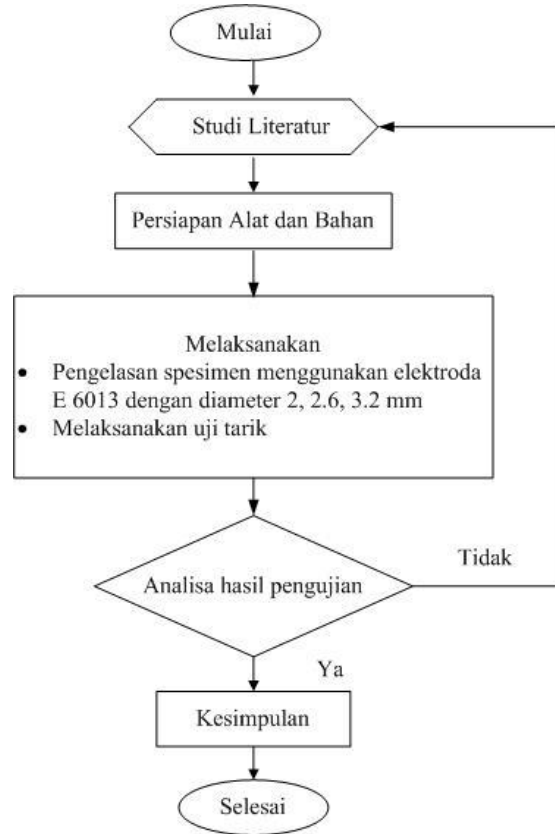 Mulai
Studi Literatur
Persiapan Alat dan Bahan
Melaksanakan
• Pengelasan spesimen menggunakan elektroda
E 6013 dengan diameter 2, 2.6, 3.2 mm
• Melaksanakan uji tarik
Analisa hasil pengujian
Tidak
Ya
Kesimpulan
Selesai